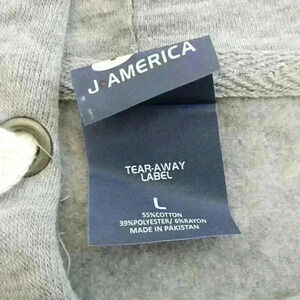 J·AMERICA
TEAR-AWAY
LABEL
L
55%COTTON
39%POLYESTER/ 6%RAYON
MADE IN PAKISTAN